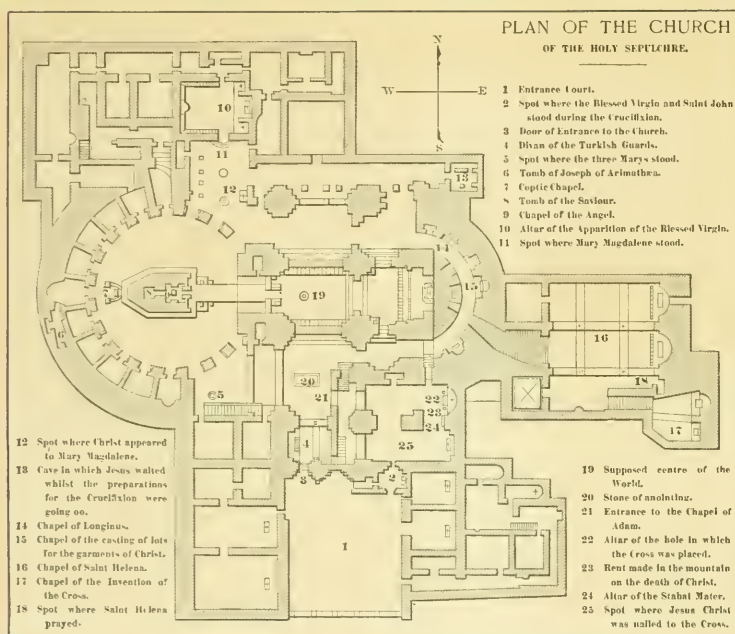 PLAN OF THE CHURCH
OF THE HOLY SEPULCHRE.
N
W
E
S
1 Entrance Court.
2 Spot where the Blessed Virgin and Saint John
stood during the Crucifixion.
3 Door of Entrance to the Church.
4 Divan of the Turkish Guards.
5 Spot where the three Marys stood.
6 Tomb of Joseph of Arimathæa.
7 Coptic Chapel.
8 Tomb of the Saviour.
9 Chapel of the Angel.
10 Altar of the Apparition of the Blessed Virgin.
11 Spot where Mary Magdalene stood.
12 Spot where Christ appeared
to Mary Magdalene.
13 Cave in which Jesus waited
whilst the preparations
for the Crucifixion were
going on.
14 Chapel of Longinus.
15 Chapel of the casting of lots
for the garments of Christ.
16 Chapel of Saint Helena.
17 Chapel of the Invention of
the Cross.
18 Spot where Saint Helena
prayed.
19 Supposed centre of the
World.
20 Stone of anointing.
21 Entrance to the Chapel of
Adam.
22 Altar of the hole in which
the Cross was placed.
23 Rent made in the mountain
on the death of Christ.
24 Altar of the Stabat Mater.
25 Spot where Jesus Christ
was nailed to the Cross.
10
11
12
13
14
15
19
16
18
17
5
20
21
22
23
24
25
4
3
2
1